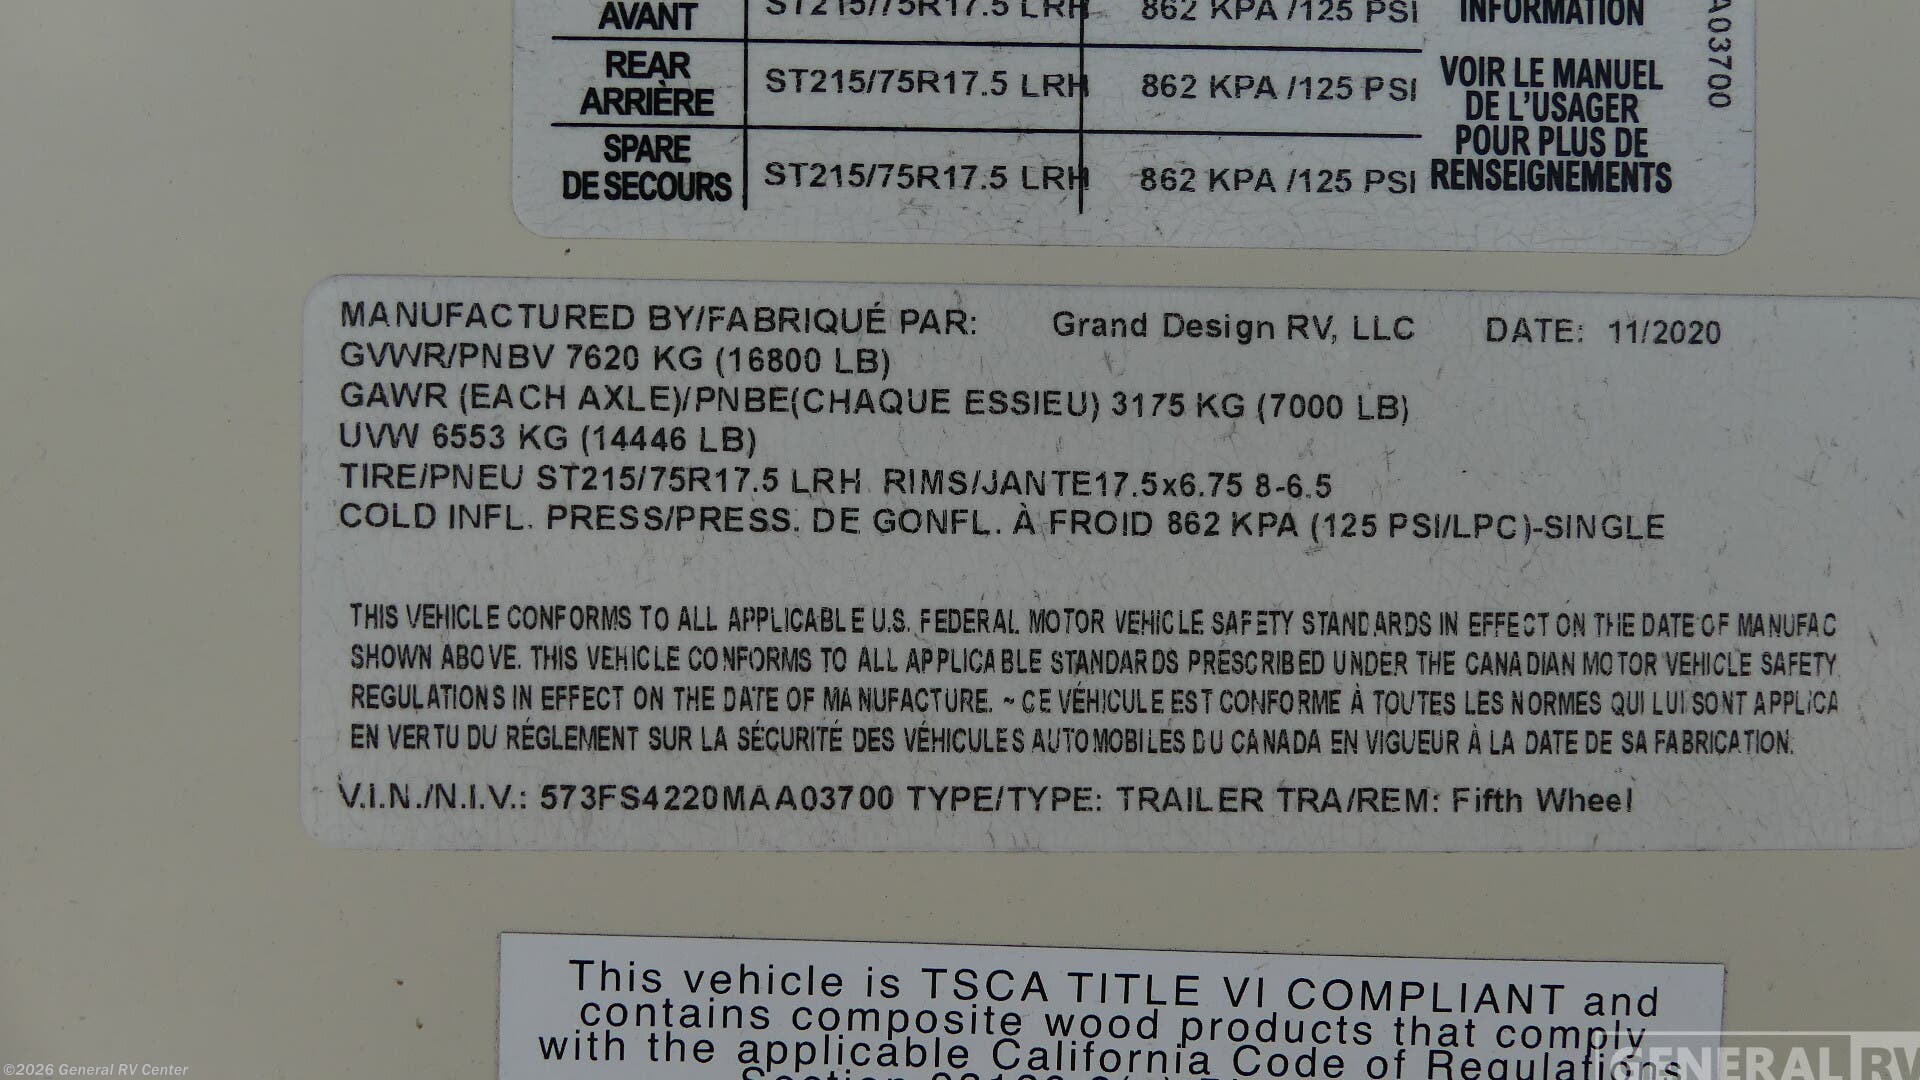 AVANT ST215/75R17.5 LRH 862 KPA /125 PSI INFORMATION
REAR
ARRIÈRE ST215/75R17.5 LRH 862 KPA /125 PSI
SPARE
DE SECOURS ST215/75R17.5 LRH 862 KPA /125 PSI
VOIR LE MANUEL
DE L'USAGER
POUR PLUS DE
RENSEIGNEMENTS
A03700
MANUFACTURED BY/FABRIQUÉ PAR: Grand Design RV, LLC DATE: 11/2020
GVWR/PNBV 7620 KG (16800 LB)
GAWR (EACH AXLE)/PNBE(CHAQUE ESSIEU) 3175 KG (7000 LB)
UVW 6553 KG (14446 LB)
TIRE/PNEU ST215/75R17.5 LRH RIMS/JANTE17.5x6.75 8-6.5
COLD INFL. PRESS/PRESS. DE GONFL. À FROID 862 KPA (125 PSI/LPC)-SINGLE
THIS VEHICLE CONFORMS TO ALL APPLICABLE U.S. FEDERAL MOTOR VEHICLE SAFETY STANDARDS IN EFFECT ON THE DATE OF MANUFAC
SHOWN ABOVE. THIS VEHICLE CONFORMS TO ALL APPLICABLE STANDARDS PRESCRIBED UNDER THE CANADIAN MOTOR VEHICLE SAFETY
REGULATIONS IN EFFECT ON THE DATE OF MANUFACTURE. ~ CE VÉHICULE EST CONFORME À TOUTES LES NORMES QUI LUI SONT APPLICA
EN VERTU DU RÉGLEMENT SUR LA SÉCURITÉ DES VÉHICULES AUTOMOBILES DU CANADA EN VIGUEUR À LA DATE DE SA FABRICATION.
V.I.N./N.I.V.: 573FS4220MAA03700 TYPE/TYPE: TRAILER TRA/REM: Fifth Wheel
This vehicle is TSCA TITLE VI COMPLIANT and
contains composite wood products that comply
with the applicable California Code of Regulations
©2026 General RV Center
GENERAL RV